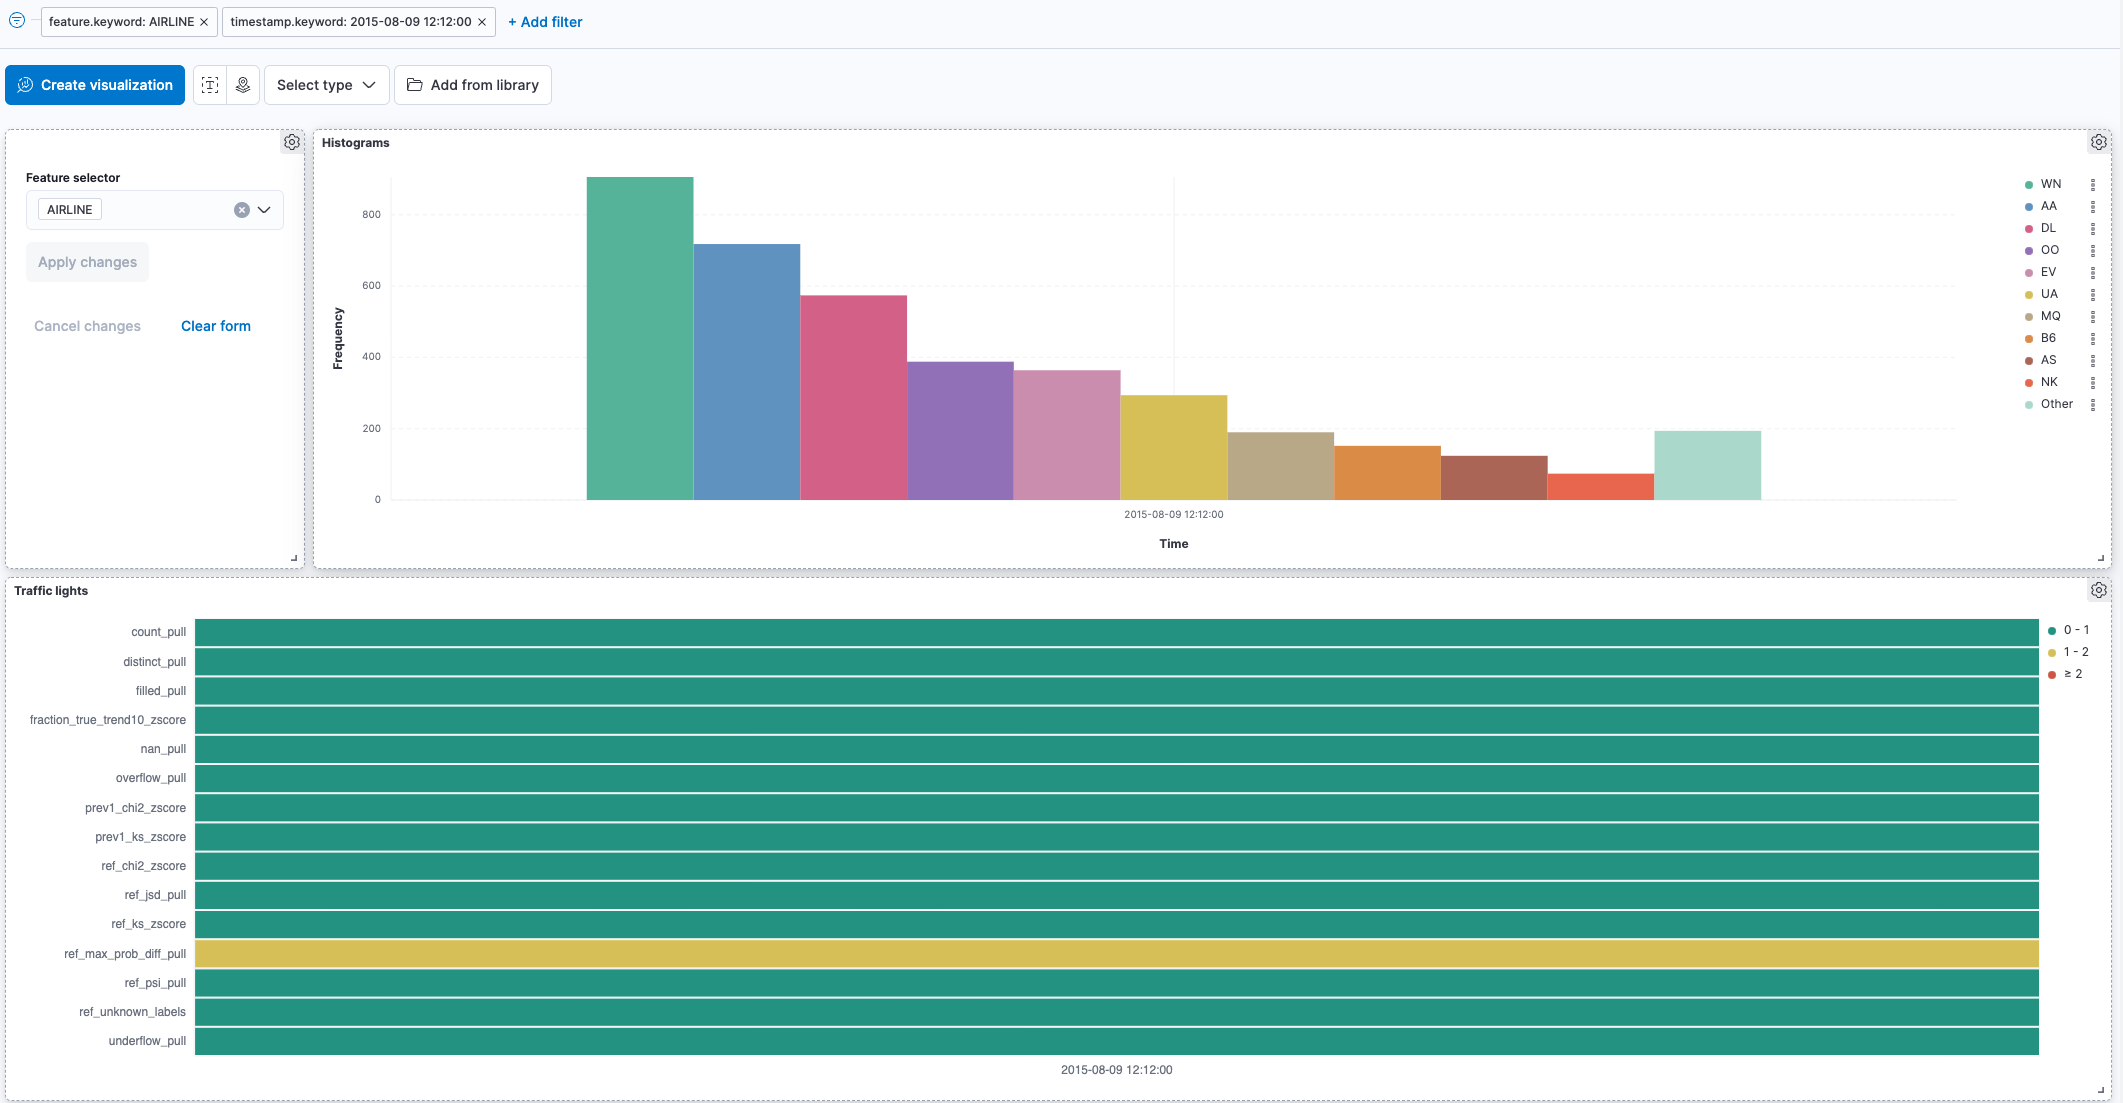 feature.keyword: AIRLINE × timestamp.keyword: 2015-08-09 12:12:00 × + Add filter
Create visualization Select type Add from library
Feature selector
AIRLINE
Apply changes
Cancel changes Clear form
Histograms
Frequency
800
600
400
200
0
2015-08-09 12:12:00
Time
WN
AA
DL
OO
EV
UA
MQ
B6
AS
NK
Other
Traffic lights
count_pull
distinct_pull
filled_pull
fraction_true_trend10_zscore
nan_pull
overflow_pull
prev1_chi2_zscore
prev1_ks_zscore
ref_chi2_zscore
ref_jsd_pull
ref_ks_zscore
ref_max_prob_diff_pull
ref_psi_pull
ref_unknown_labels
underflow_pull
2015-08-09 12:12:00
0 - 1
1 - 2
≥ 2